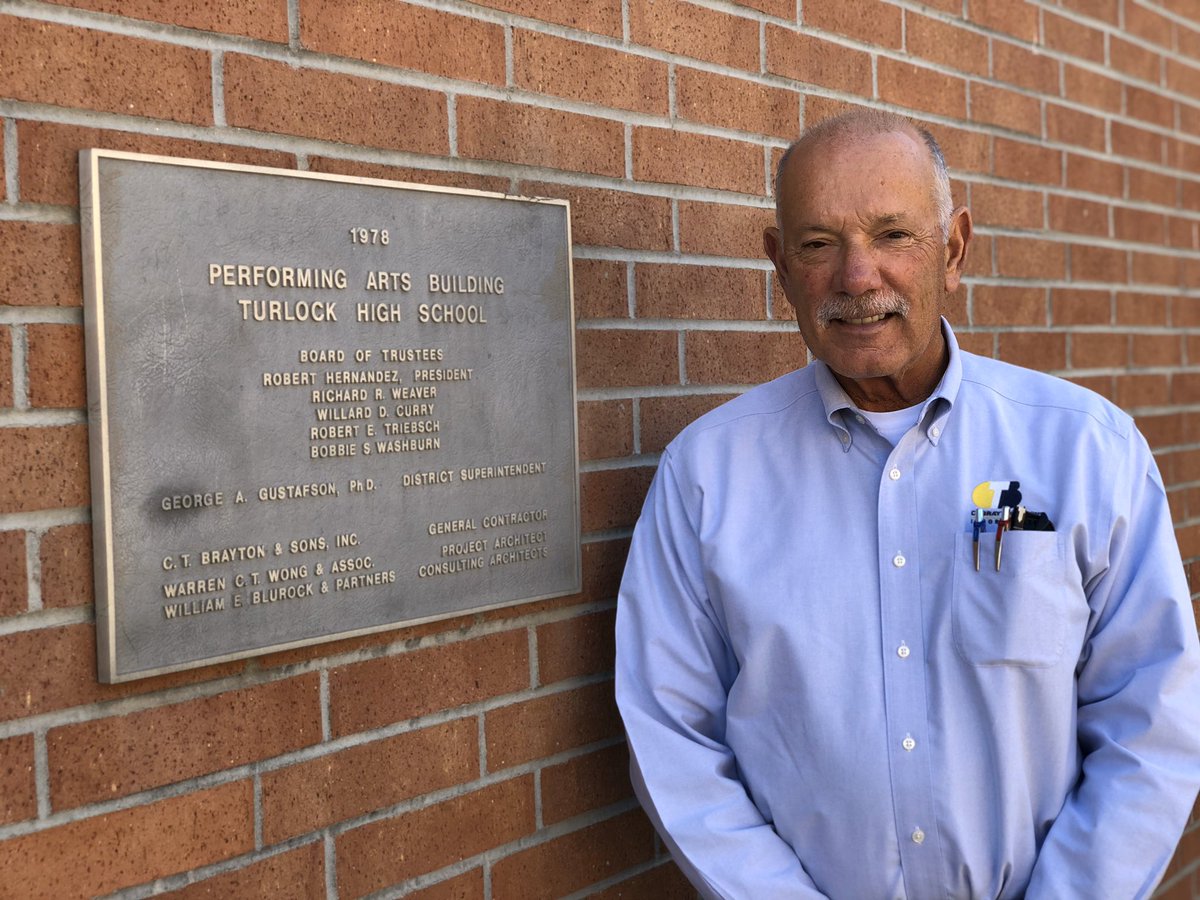 1978
PERFORMING ARTS BUILDING
TURLOCK HIGH SCHOOL
BOARD OF TRUSTEES
ROBERT HERNANDEZ, PRESIDENT
RICHARD R. WEAVER
WILLARD D. CURRY
ROBERT E. TRIEBSCH
BOBBIE S WASHBURN
GEORGE A. GUSTAFSON, PhD. DISTRICT SUPERINTENDENT
C.T. BRAYTON & SONS, INC. GENERAL CONTRACTOR
WARREN C.T. WONG & ASSOC. PROJECT ARCHITECT
WILLIAM E. BLUROCK & PARTNERS CONSULTING ARCHITECTS